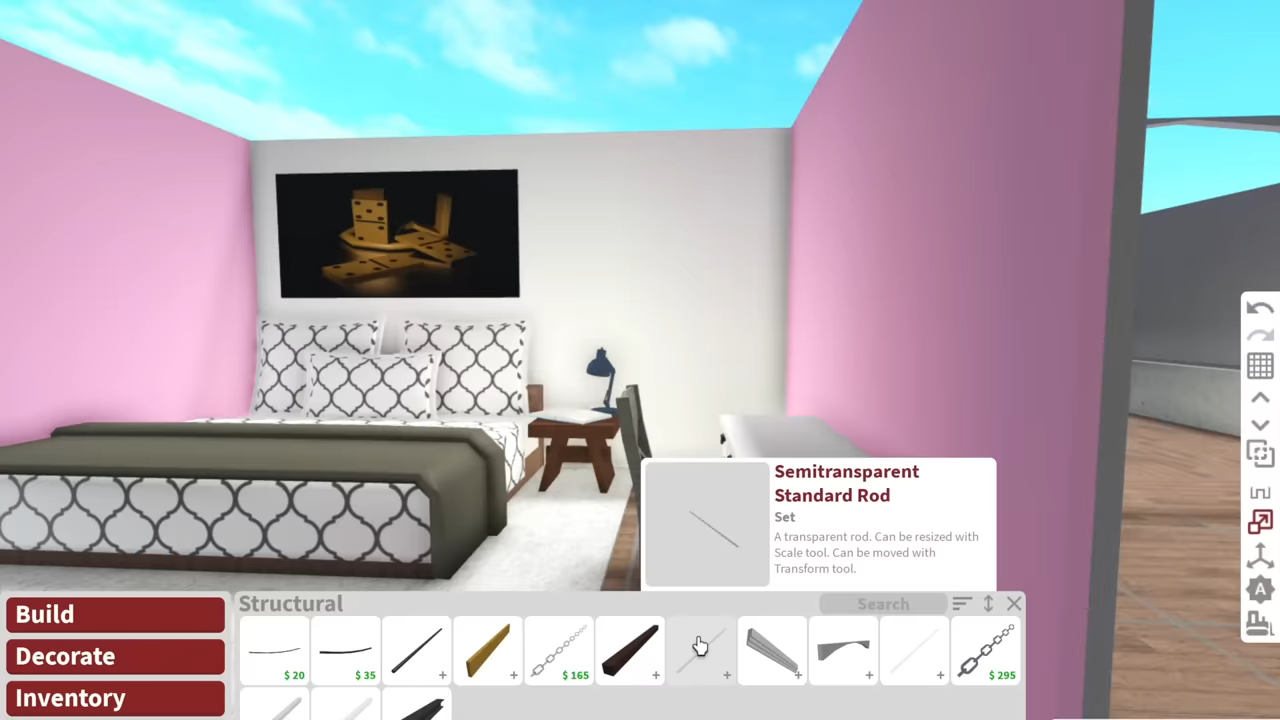 Semitransparent
Standard Rod
Set
A transparent rod. Can be resized with
Scale tool. Can be moved with
Transform tool.
Structural
Search
Build
Decorate
Inventory
$ 20
$ 35
+
+
$ 165
+
+
+
+
+
$ 295
A